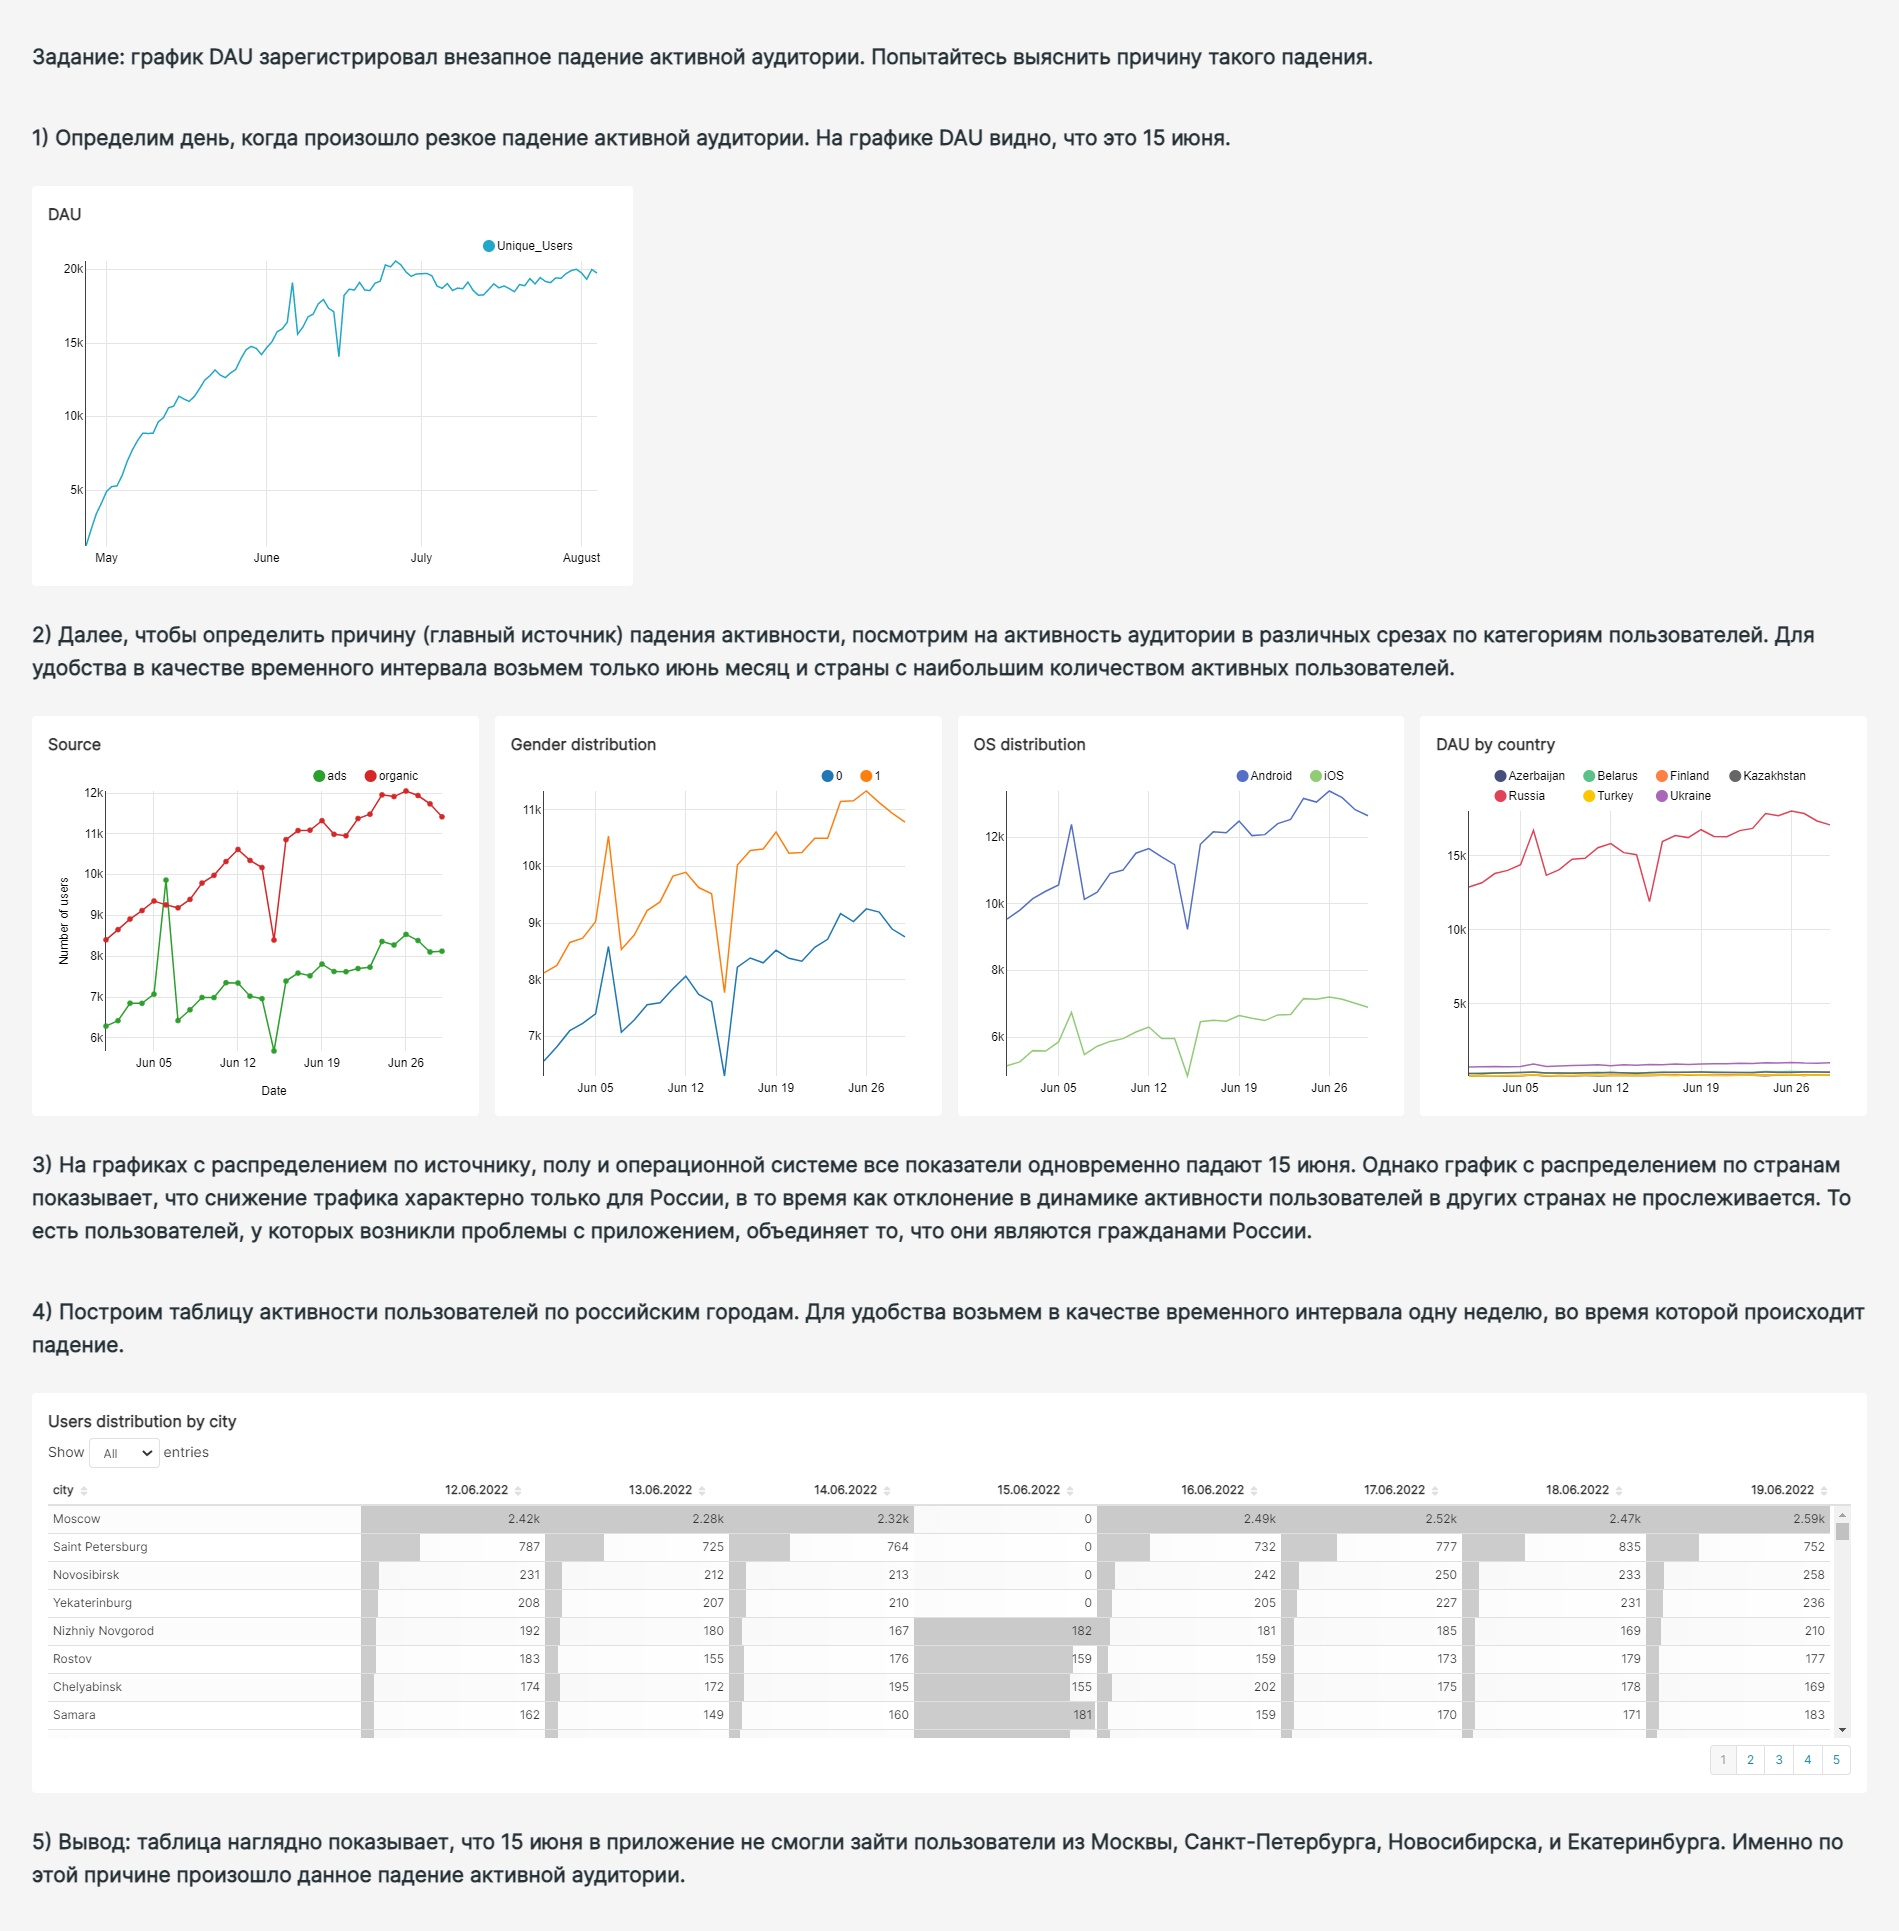 Задание: график DAU зарегистрировал внезапное падение активной аудитории. Попытайтесь выяснить причину такого падения.
1) Определим день, когда произошло резкое падение активной аудитории. На графике DAU видно, что это 15 июня.
DAU
Unique_Users
20k
15k
10k
5k
May June July August
2) Далее, чтобы определить причину (главный источник) падения активности, посмотрим на активность аудитории в различных срезах по категориям пользователей. Для
удобства в качестве временного интервала возьмем только июнь месяц и страны с наибольшим количеством активных пользователей.
Source
ads organic
Number of users
12k
11k
10k
9k
8k
7k
6k
Jun 05 Jun 12 Jun 19 Jun 26
Date
Gender distribution
0 1
11k
10k
9k
8k
7k
Jun 05 Jun 12 Jun 19 Jun 26
OS distribution
Android iOS
12k
10k
8k
6k
Jun 05 Jun 12 Jun 19 Jun 26
DAU by country
Azerbaijan Belarus Finland Kazakhstan
Russia Turkey Ukraine
15k
10k
5k
Jun 05 Jun 12 Jun 19 Jun 26
3) На графиках с распределением по источнику, полу и операционной системе все показатели одновременно падают 15 июня. Однако график с распределением по странам
показывает, что снижение трафика характерно только для России, в то время как отклонение в динамике активности пользователей в других странах не прослеживается. То
есть пользователей, у которых возникли проблемы с приложением, объединяет то, что они являются гражданами России.
4) Построим таблицу активности пользователей по российским городам. Для удобства возьмем в качестве временного интервала одну неделю, во время которой происходит
падение.
Users distribution by city
Show All entries
city 12.06.2022 13.06.2022 14.06.2022 15.06.2022 16.06.2022 17.06.2022 18.06.2022 19.06.2022
Moscow 2.42k 2.28k 2.32k 0 2.49k 2.52k 2.47k 2.59k
Saint Petersburg 787 725 764 0 732 777 835 752
Novosibirsk 231 212 213 0 242 250 233 258
Yekaterinburg 208 207 210 0 205 227 231 236
Nizhniy Novgorod 192 180 167 182 181 185 169 210
Rostov 183 155 176 159 159 173 179 177
Chelyabinsk 174 172 195 155 202 175 178 169
Samara 162 149 160 181 159 170 171 183
1 2 3 4 5
5) Вывод: таблица наглядно показывает, что 15 июня в приложение не смогли зайти пользователи из Москвы, Санкт-Петербурга, Новосибирска, и Екатеринбурга. Именно по
этой причине произошло данное падение активной аудитории.